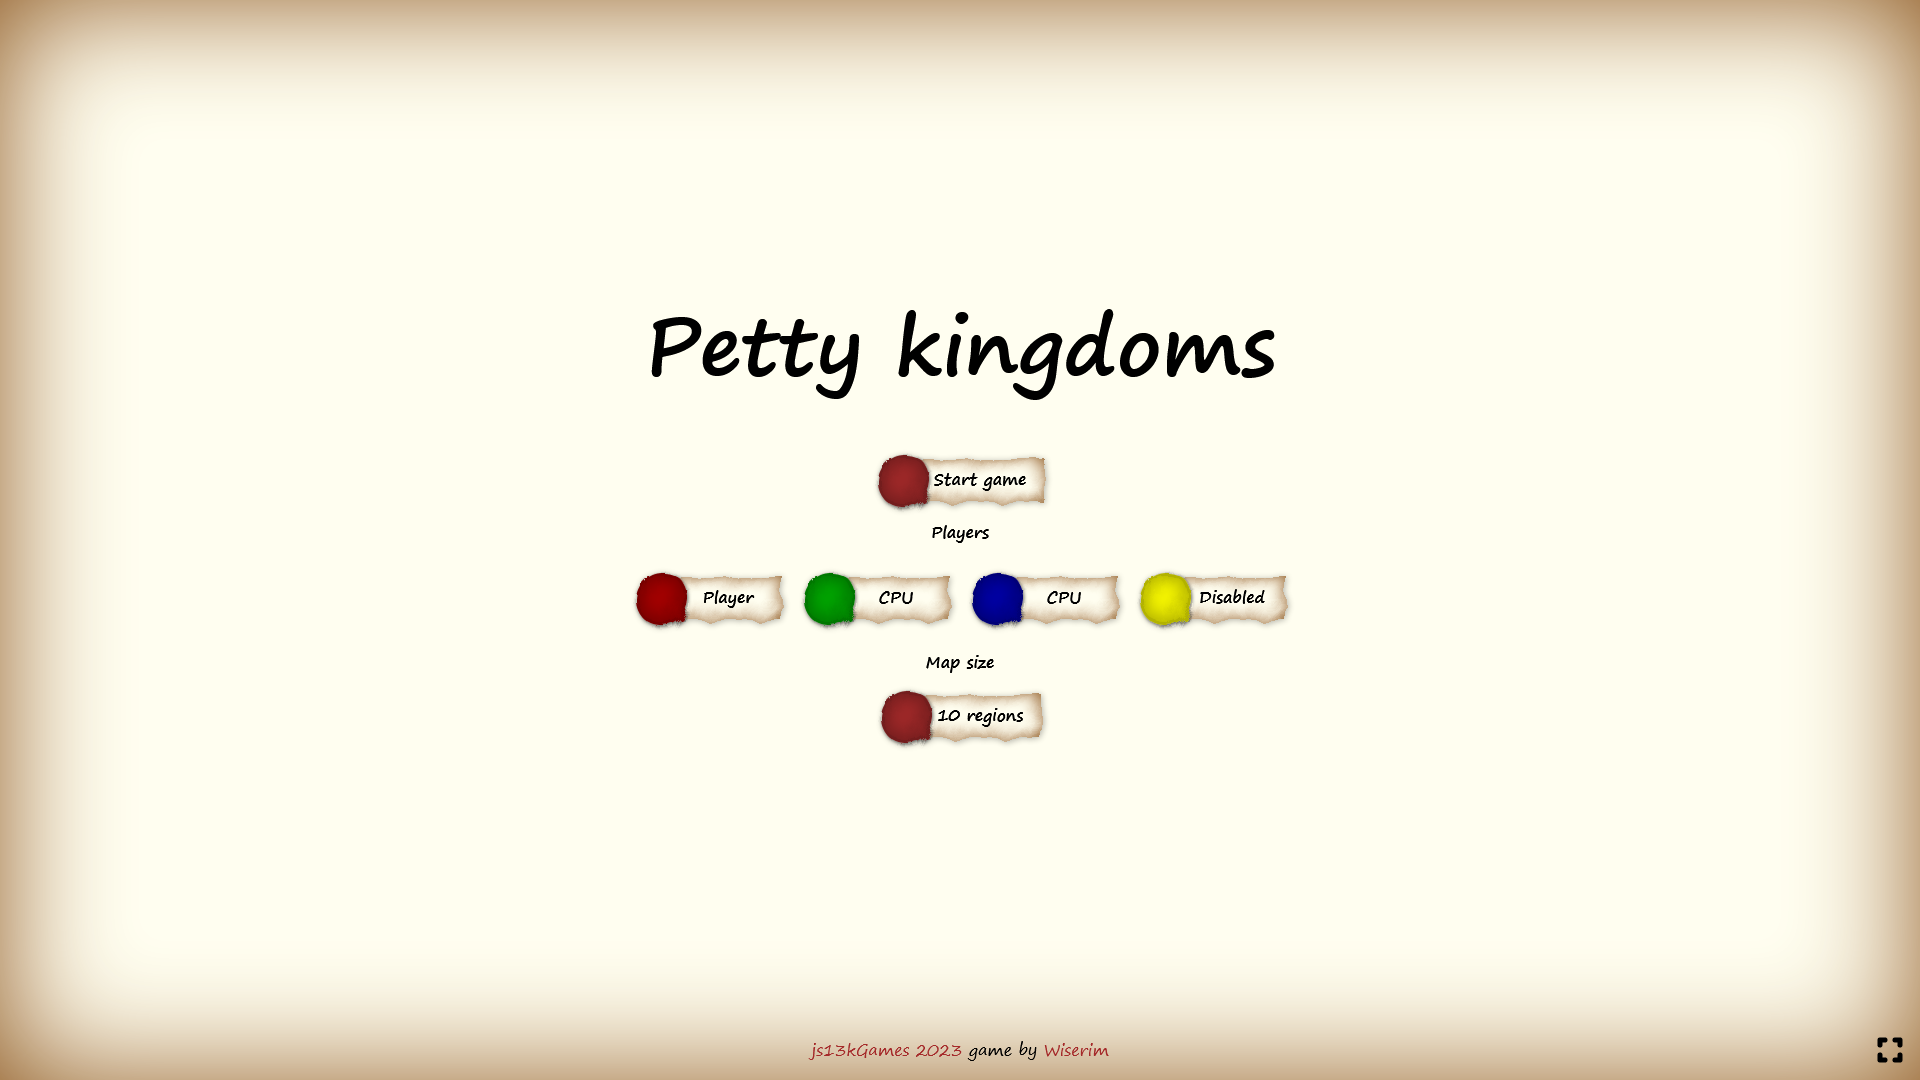 Petty kingdoms
Start game
Players
Player CPU CPU Disabled
Map size
10 regions
js13kGames 2023 game by Wiserim